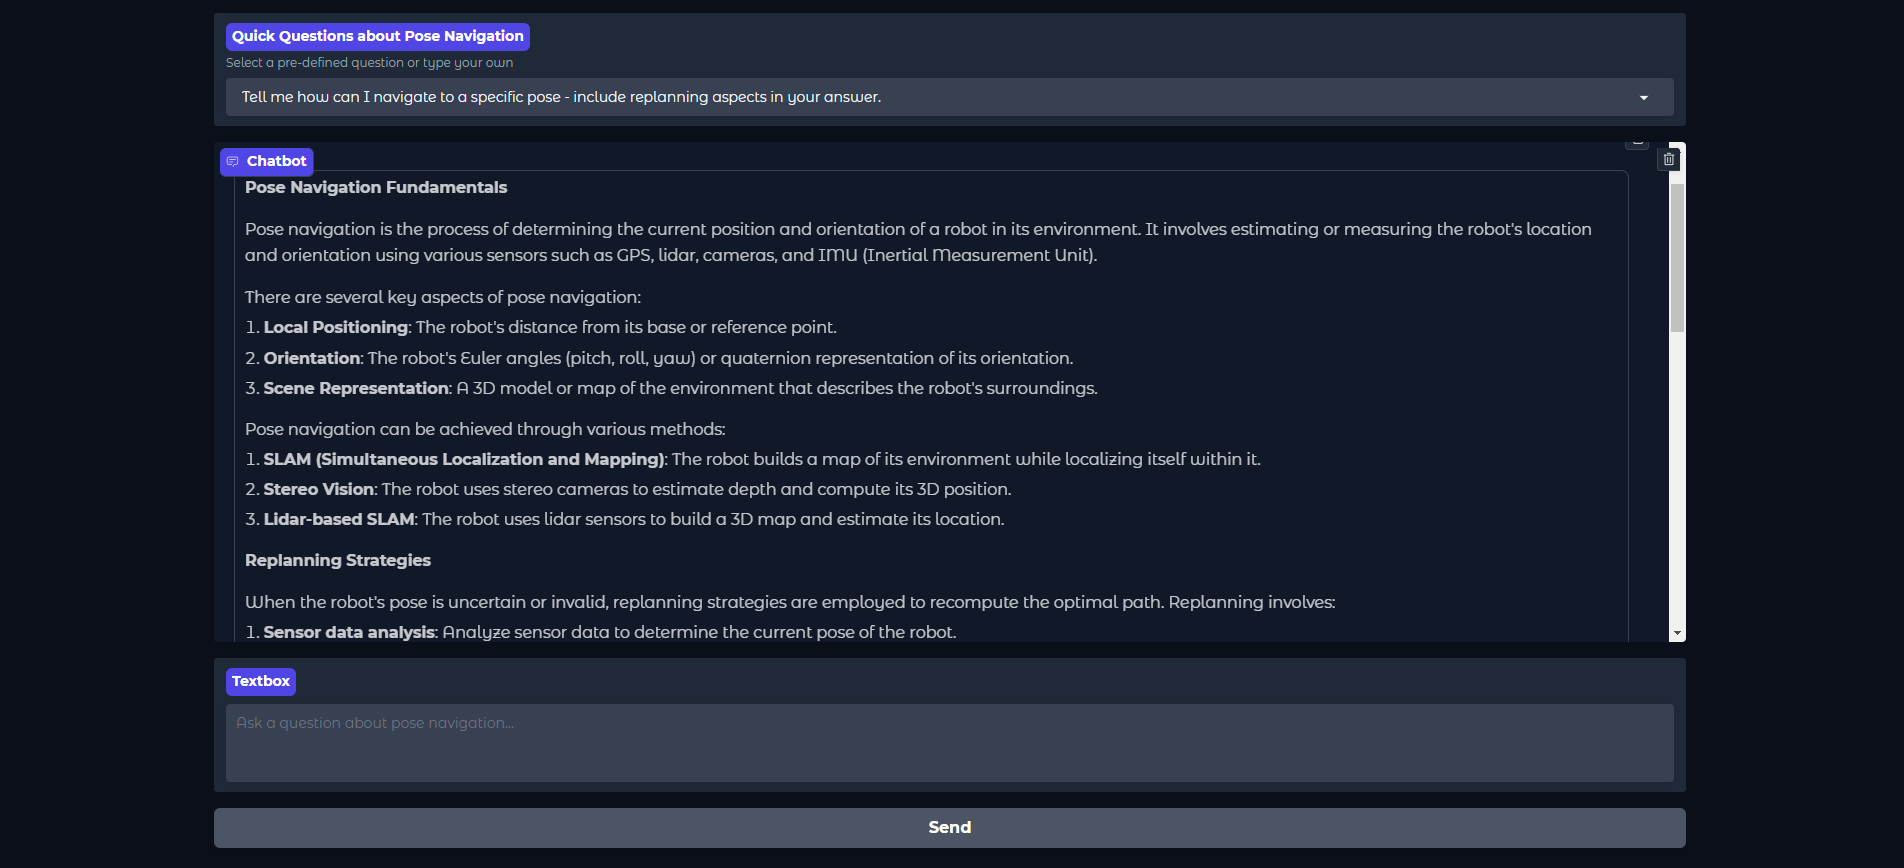 Quick Questions about Pose Navigation
Select a pre-defined question or type your own
Tell me how can I navigate to a specific pose - include replanning aspects in your answer.
Chatbot
Pose Navigation Fundamentals
Pose navigation is the process of determining the current position and orientation of a robot in its environment. It involves estimating or measuring the robot's location
and orientation using various sensors such as GPS, lidar, cameras, and IMU (Inertial Measurement Unit).
There are several key aspects of pose navigation:
1. Local Positioning: The robot's distance from its base or reference point.
2. Orientation: The robot's Euler angles (pitch, roll, yaw) or quaternion representation of its orientation.
3. Scene Representation: A 3D model or map of the environment that describes the robot's surroundings.
Pose navigation can be achieved through various methods:
1. SLAM (Simultaneous Localization and Mapping): The robot builds a map of its environment while localizing itself within it.
2. Stereo Vision: The robot uses stereo cameras to estimate depth and compute its 3D position.
3. Lidar-based SLAM: The robot uses lidar sensors to build a 3D map and estimate its location.
Replanning Strategies
When the robot's pose is uncertain or invalid, replanning strategies are employed to recompute the optimal path. Replanning involves:
1. Sensor data analysis: Analyze sensor data to determine the current pose of the robot.
Textbox
Ask a question about pose navigation...
Send